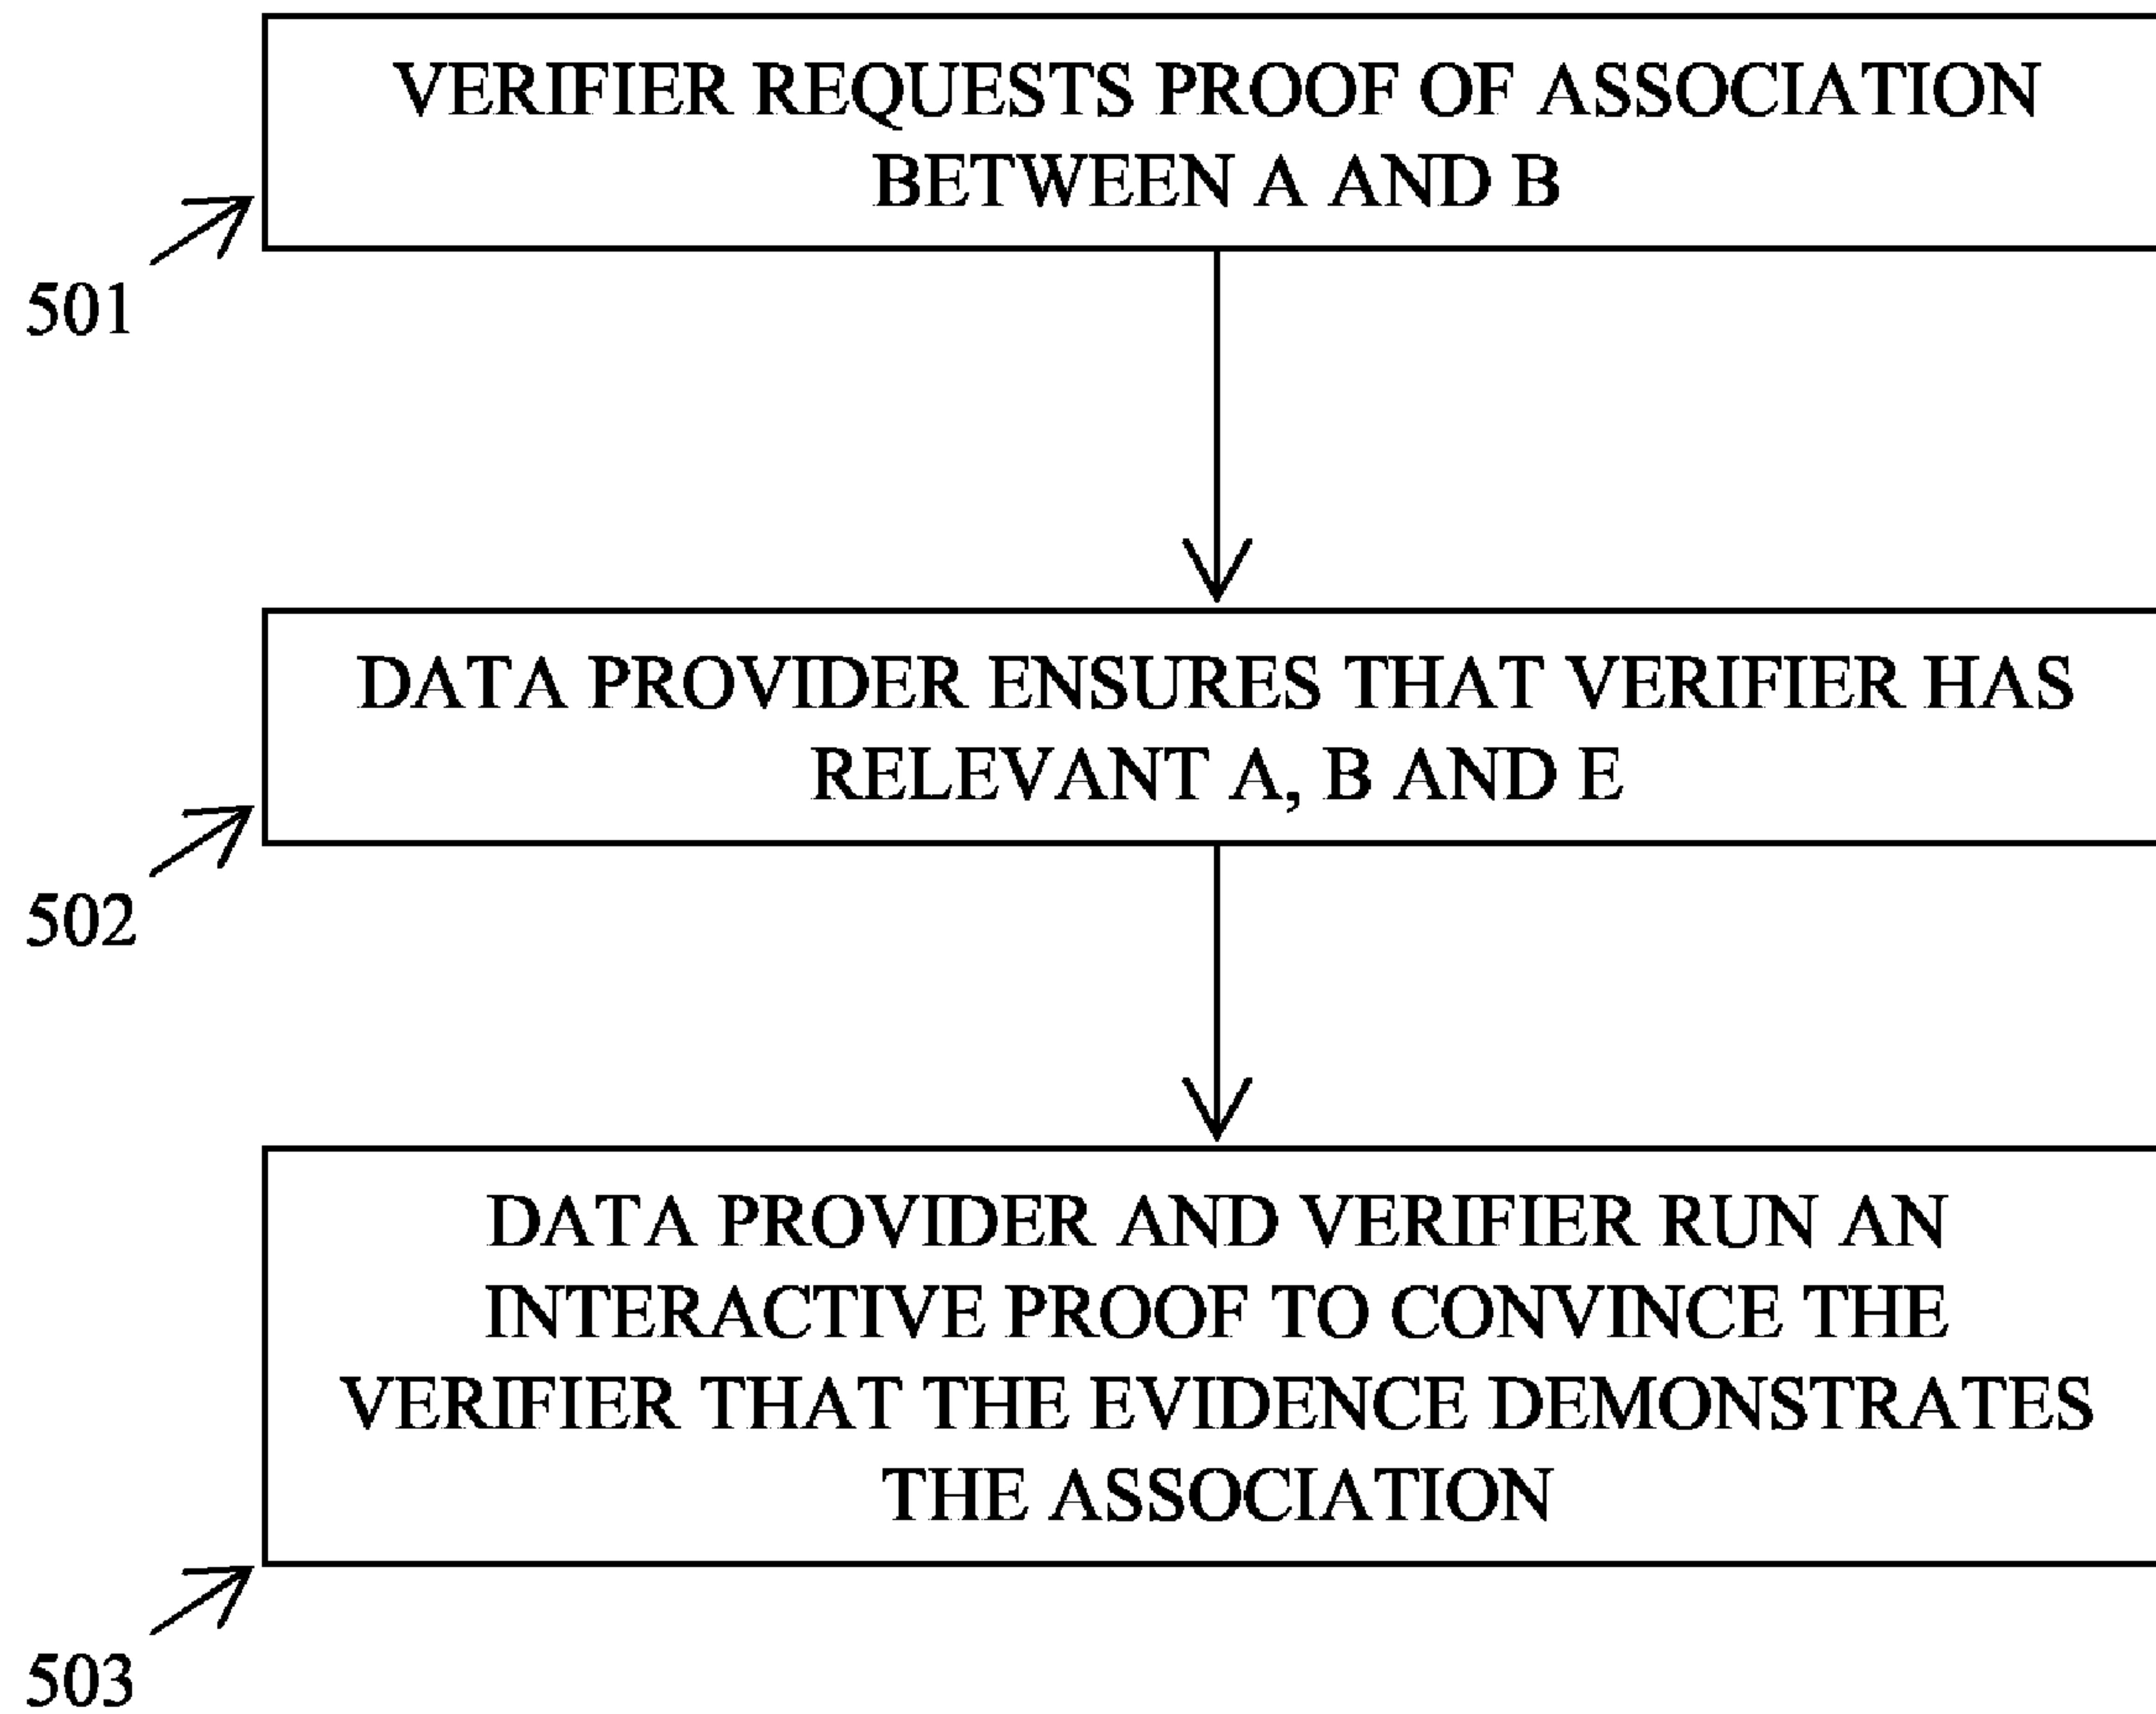 VERIFIER REQUESTS PROOF OF ASSOCIATION
BETWEEN A AND B
501
DATA PROVIDER ENSURES THAT VERIFIER HAS
RELEVANT A, B AND E
502
DATA PROVIDER AND VERIFIER RUN AN
INTERACTIVE PROOF TO CONVINCE THE
VERIFIER THAT THE EVIDENCE DEMONSTRATES
THE ASSOCIATION
503